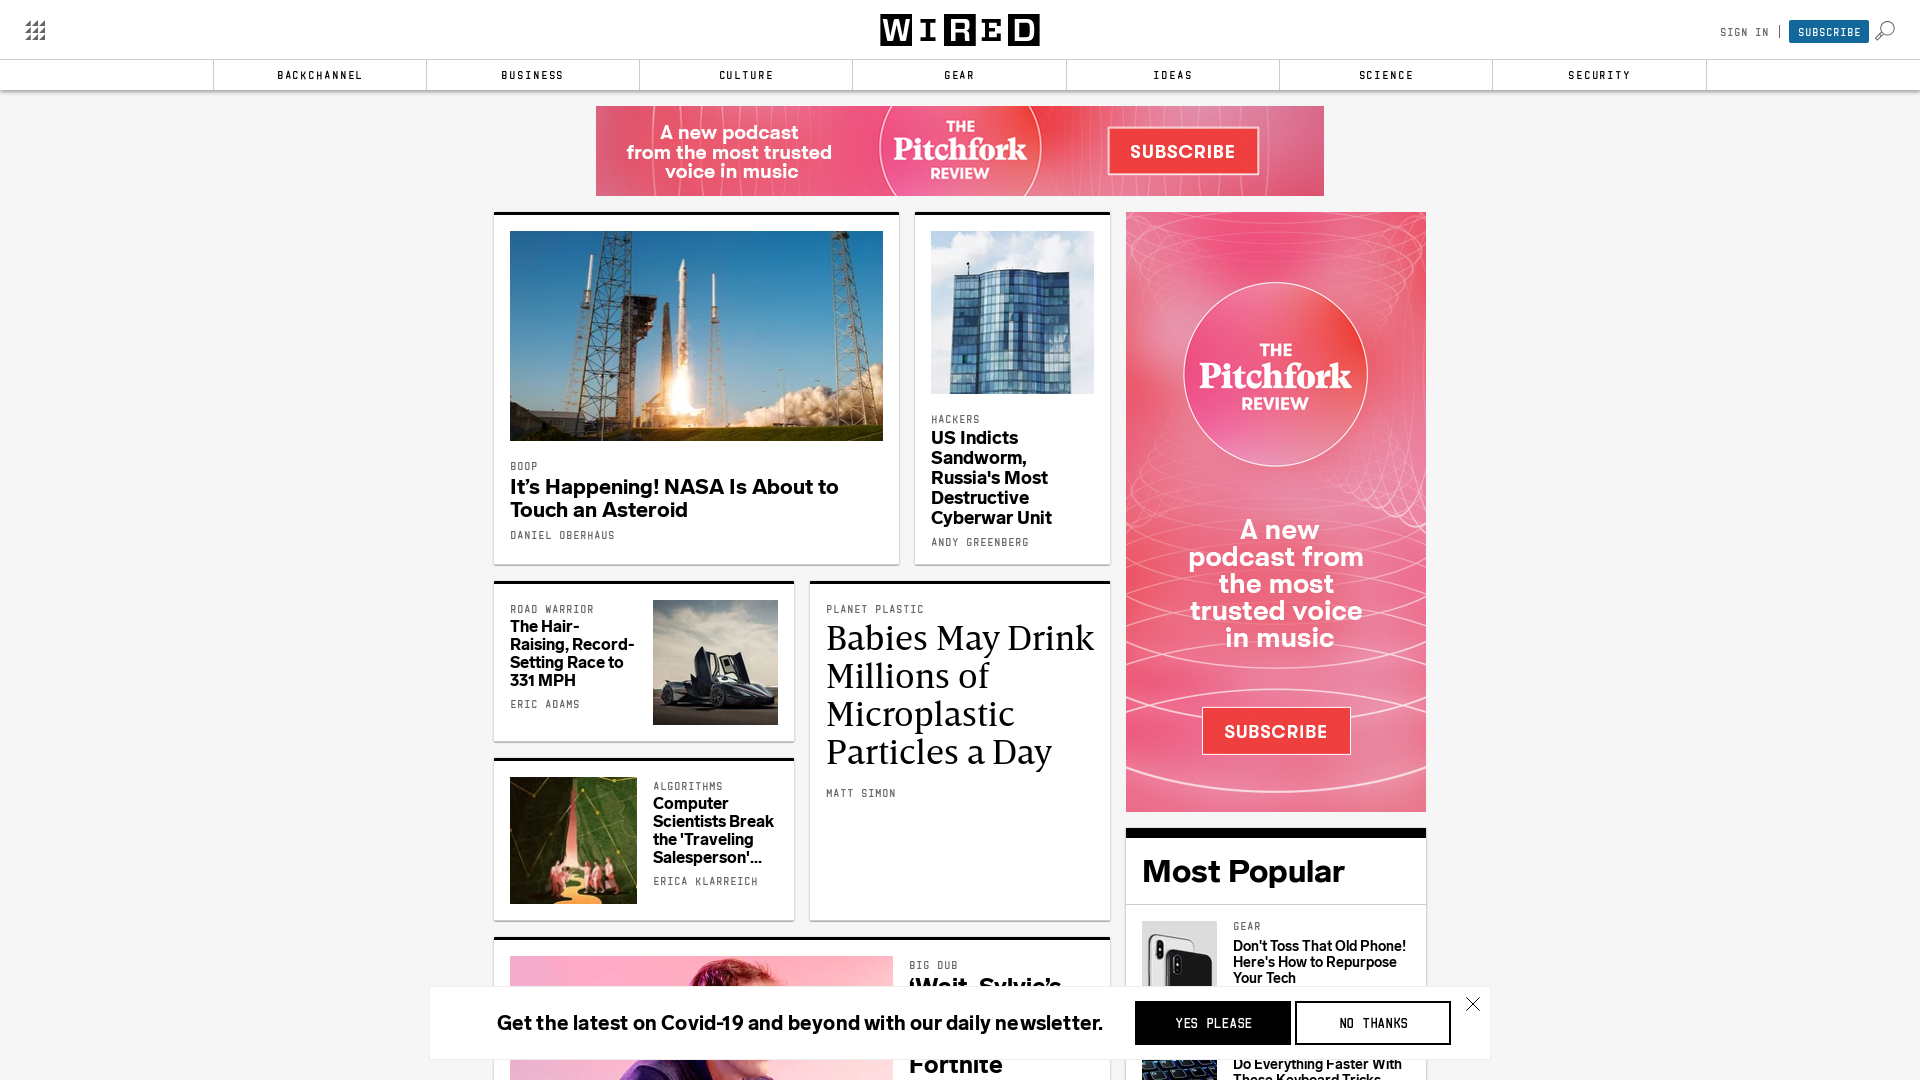 WIRED
SIGN IN
SUBSCRIBE
BACKCHANNEL
BUSINESS
CULTURE
GEAR
IDEAS
SCIENCE
SECURITY
A new podcast
from the most trusted
voice in music
THE
Pitchfork
REVIEW
SUBSCRIBE
BOOP
It’s Happening! NASA Is About to
Touch an Asteroid
DANIEL OBERHAUS
HACKERS
US Indicts
Sandworm,
Russia's Most
Destructive
Cyberwar Unit
ANDY GREENBERG
THE
Pitchfork
REVIEW
A new
podcast from
the most
trusted voice
in music
SUBSCRIBE
ROAD WARRIOR
The Hair-
Raising, Record-
Setting Race to
331 MPH
ERIC ADAMS
PLANET PLASTIC
Babies May Drink
Millions of
Microplastic
Particles a Day
MATT SIMON
ALGORITHMS
Computer
Scientists Break
the 'Traveling
Salesperson'...
ERICA KLARREICH
Most Popular
GEAR
Don't Toss That Old Phone!
Here's How to Repurpose
Your Tech
BIG DUB
‘Wait, Sylvie’s
Fortnite
Get the latest on Covid-19 and beyond with our daily newsletter.
YES PLEASE
NO THANKS
Do Everything Faster With
These Keyboard Tricks